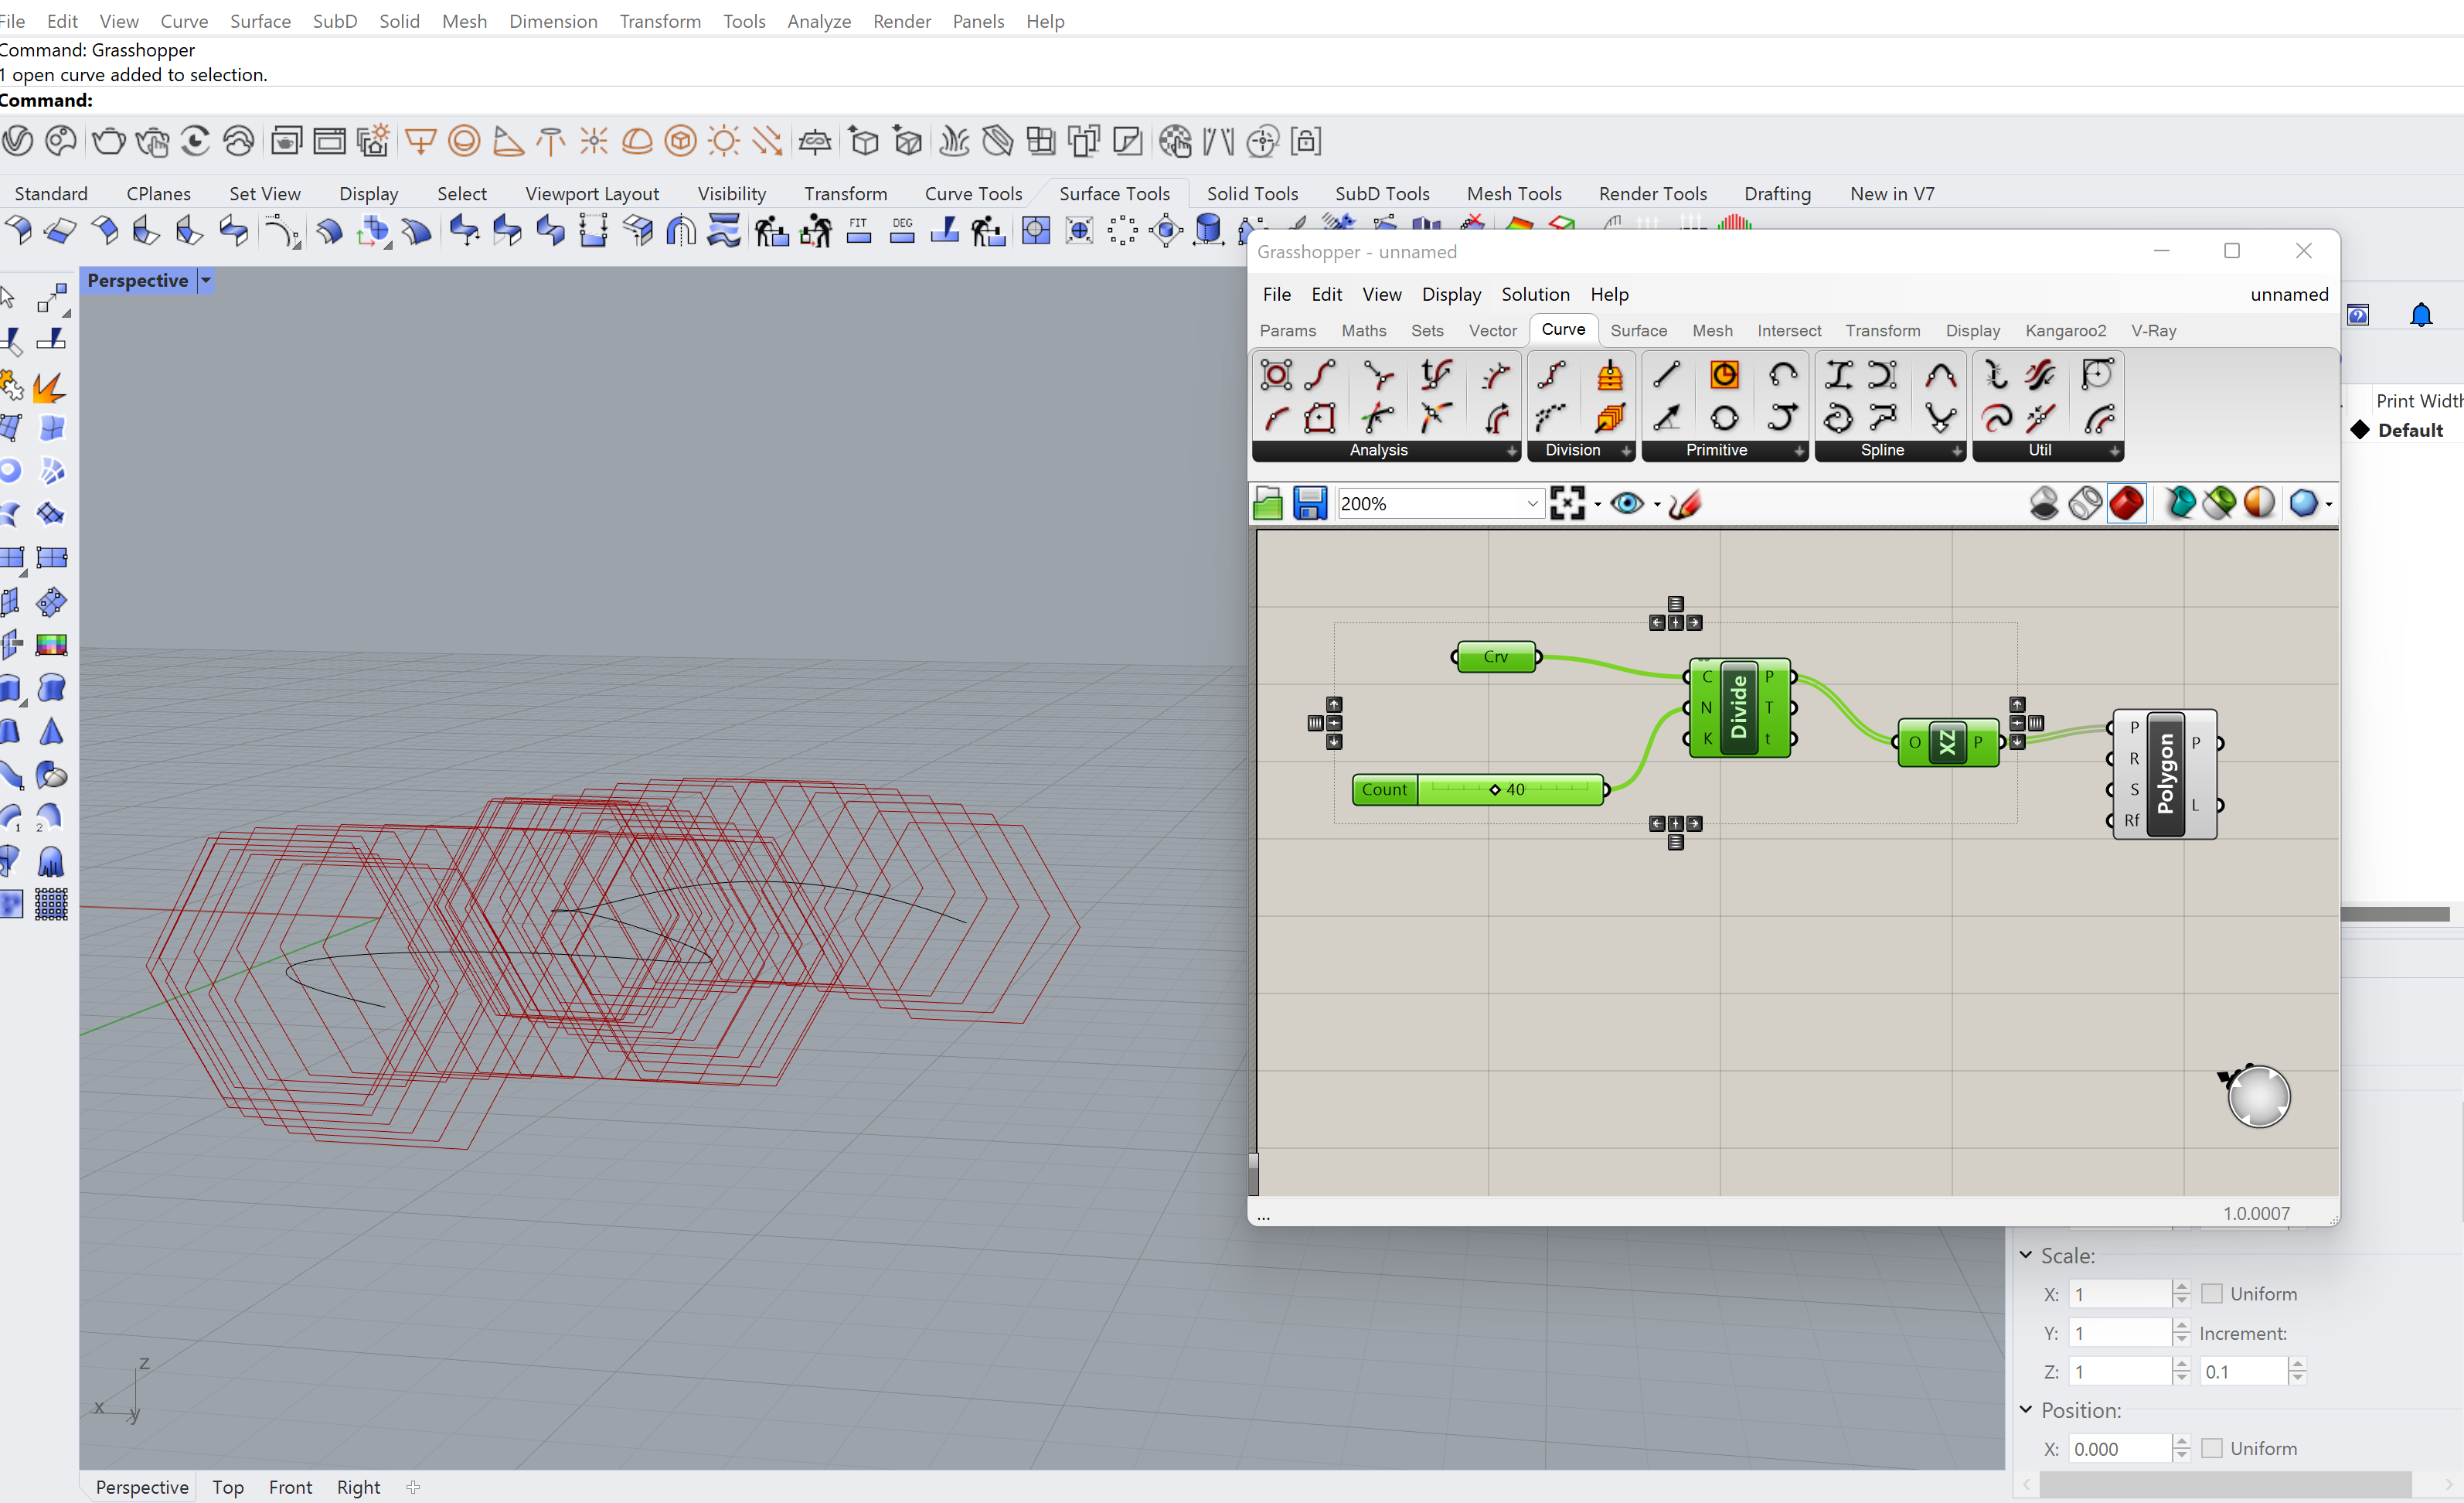 File Edit View Curve Surface SubD Solid Mesh Dimension Transform Tools Analyze Render Panels Help
Command: Grasshopper
1 open curve added to selection.
Command:
Standard CPlanes Set View Display Select Viewport Layout Visibility Transform Curve Tools Surface Tools Solid Tools SubD Tools Mesh Tools Render Tools Drafting New in V7
FIT DEG
Perspective
Grasshopper - unnamed
File Edit View Display Solution Help unnamed
Params Maths Sets Vector Curve Surface Mesh Intersect Transform Display Kangaroo2 V-Ray
Analysis Division Primitive Spline Util
200%
Print Width
Default
Crv
C Divide P
N T
K t
Count 40
O XZ P
P Polygon P
R
S L
Rf
1
2
z
x
y
...
1.0.0007
Scale:
X: 1 Uniform
Y: 1 Increment:
Z: 1 0.1
Position:
X: 0.000 Uniform
Perspective Top Front Right